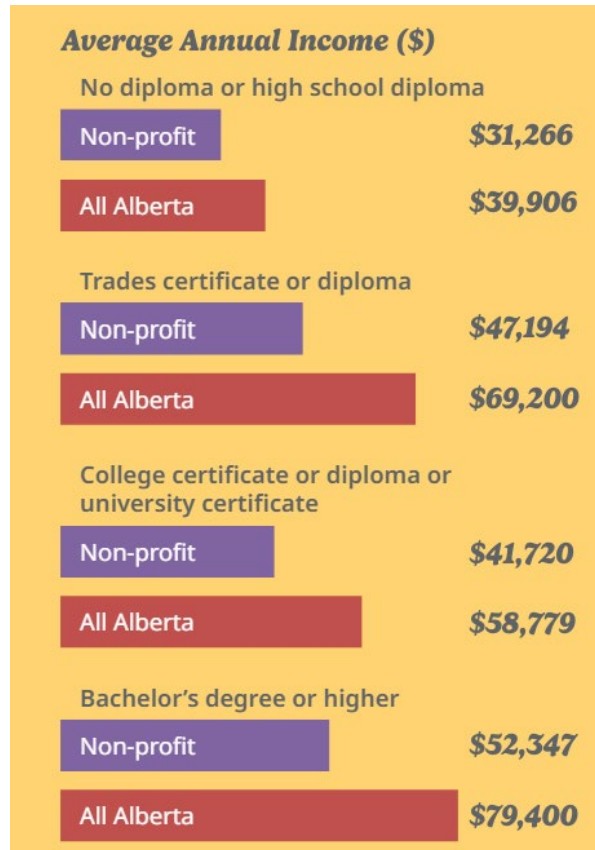 Average Annual Income ($)
No diploma or high school diploma
Non-profit $31,266
All Alberta $39,906
Trades certificate or diploma
Non-profit $47,194
All Alberta $69,200
College certificate or diploma or
university certificate
Non-profit $41,720
All Alberta $58,779
Bachelor’s degree or higher
Non-profit $52,347
All Alberta $79,400